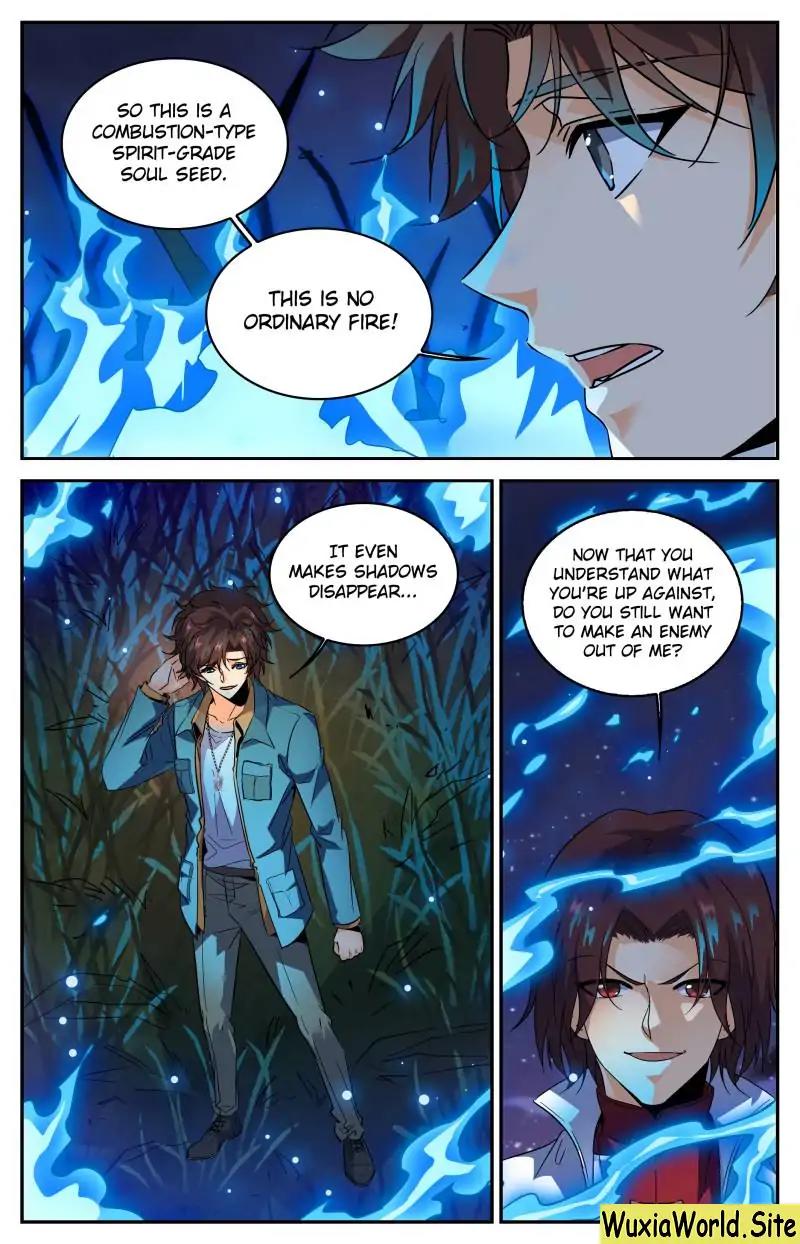 SO THIS IS A
COMBUSTION-TYPE
SPIRIT-GRADE
SOUL SEED.
THIS IS NO
ORDINARY FIRE!
IT EVEN
MAKES SHADOWS
DISAPPEAR...
NOW THAT YOU
UNDERSTAND WHAT
YOU'RE UP AGAINST,
DO YOU STILL WANT
TO MAKE AN ENEMY
OUT OF ME?
WuxiaWorld.Site